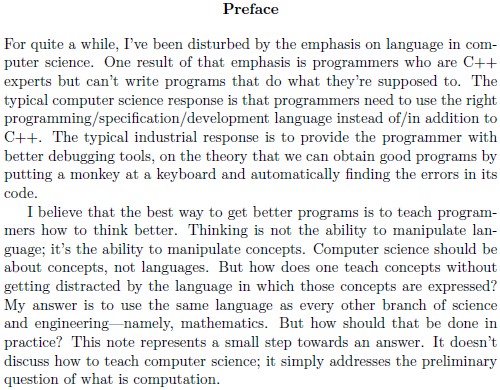 Preface
For quite a while, I've been disturbed by the emphasis on language in com-
puter science. One result of that emphasis is programmers who are C++
experts but can't write programs that do what they're supposed to. The
typical computer science response is that programmers need to use the right
programming/specification/development language instead of/in addition to
C++. The typical industrial response is to provide the programmer with
better debugging tools, on the theory that we can obtain good programs by
putting a monkey at a keyboard and automatically finding the errors in its
code.
I believe that the best way to get better programs is to teach program-
mers how to think better. Thinking is not the ability to manipulate lan-
guage; it's the ability to manipulate concepts. Computer science should be
about concepts, not languages. But how does one teach concepts without
getting distracted by the language in which those concepts are expressed?
My answer is to use the same language as every other branch of science
and engineering—namely, mathematics. But how should that be done in
practice? This note represents a small step towards an answer. It doesn't
discuss how to teach computer science; it simply addresses the preliminary
question of what is computation.